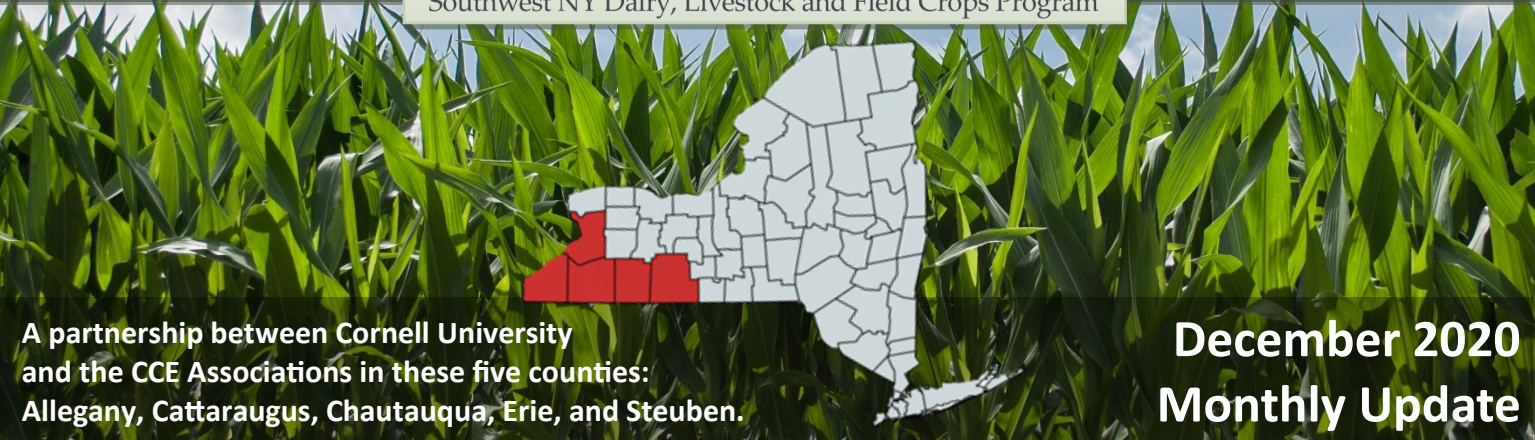 Southwest NY Dairy, Livestock and Field Crops Program
A partnership between Cornell University
and the CCE Associations in these five counties:
Allegany, Cattaraugus, Chautauqua, Erie, and Steuben.
December 2020
Monthly Update